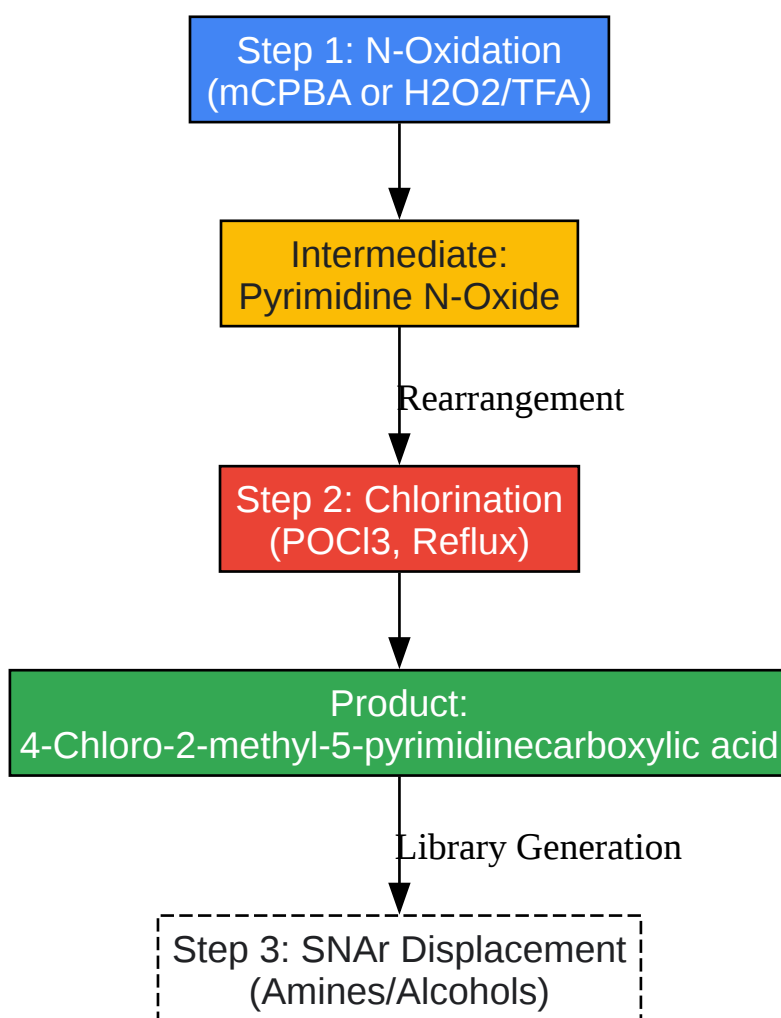 Step 1: N-Oxidation
(mCPBA or H2O2/TFA)
Intermediate:
Pyrimidine N-Oxide
Rearrangement
Step 2: Chlorination
(POCl3, Reflux)
Product:
4-Chloro-2-methyl-5-pyrimidinecarboxylic acid
Library Generation
Step 3: SNAr Displacement
(Amines/Alcohols)